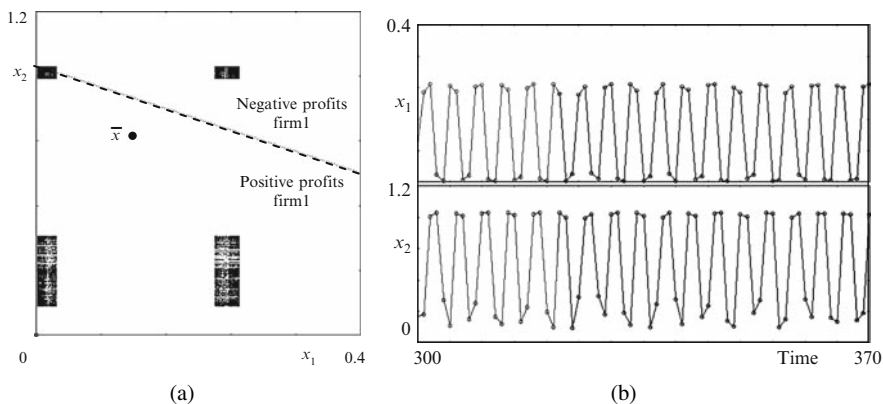 1.2
x₂
Negative profits
firm1
x̄
Positive profits
firm1
0
x₁
0.4
(a)
0.4
x₁
1.2
x₂
0
300
Time
370
(b)